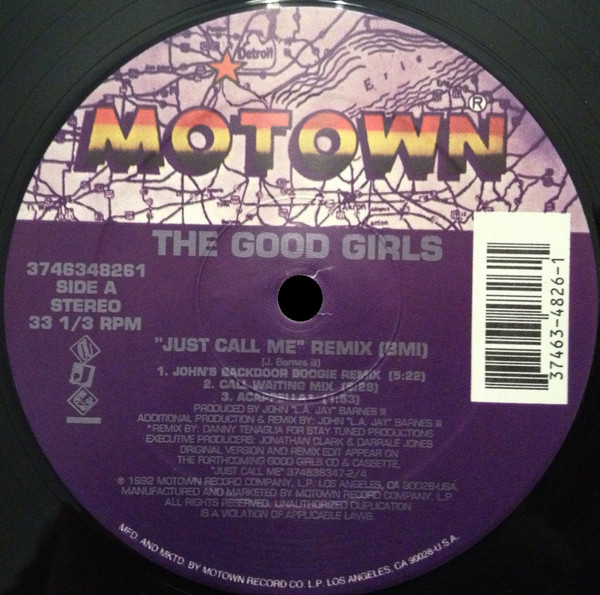 Detroit
Erie
MOTOWN®
THE GOOD GIRLS
3746348261
SIDE A
STEREO
33 1/3 RPM
37463-4826-1
"JUST CALL ME" REMIX (BMI)
(J. Barnes III)
1. JOHN'S BACKDOOR BOOGIE REMIX (5:22)
2. CALL WAITING MIX (5:28)
3. ACAPPELLA* (1:53)
PRODUCED BY JOHN "L.A. JAY" BARNES III
ADDITIONAL PRODUCTION & REMIX BY: JOHN "L.A. JAY" BARNES III
*REMIX BY: DANNY TENAGLIA FOR STAY TUNED PRODUCTIONS
EXECUTIVE PRODUCERS: JONATHAN CLARK & DARRALE JONES
ORIGINAL VERSION AND REMIX EDIT APPEAR ON
THE FORTHCOMING GOOD GIRLS CD & CASSETTE,
"JUST CALL ME" 374636347-2/4
℗ 1992 MOTOWN RECORD COMPANY, L.P. LOS ANGELES, CA 90028-USA.
MANUFACTURED AND MARKETED BY MOTOWN RECORD COMPANY, L.P.
ALL RIGHTS RESERVED. UNAUTHORIZED DUPLICATION
IS A VIOLATION OF APPLICABLE LAWS.
MFD. AND MKTD. BY MOTOWN RECORD CO. L.P. LOS ANGELES, CA 90028-U.S.A.